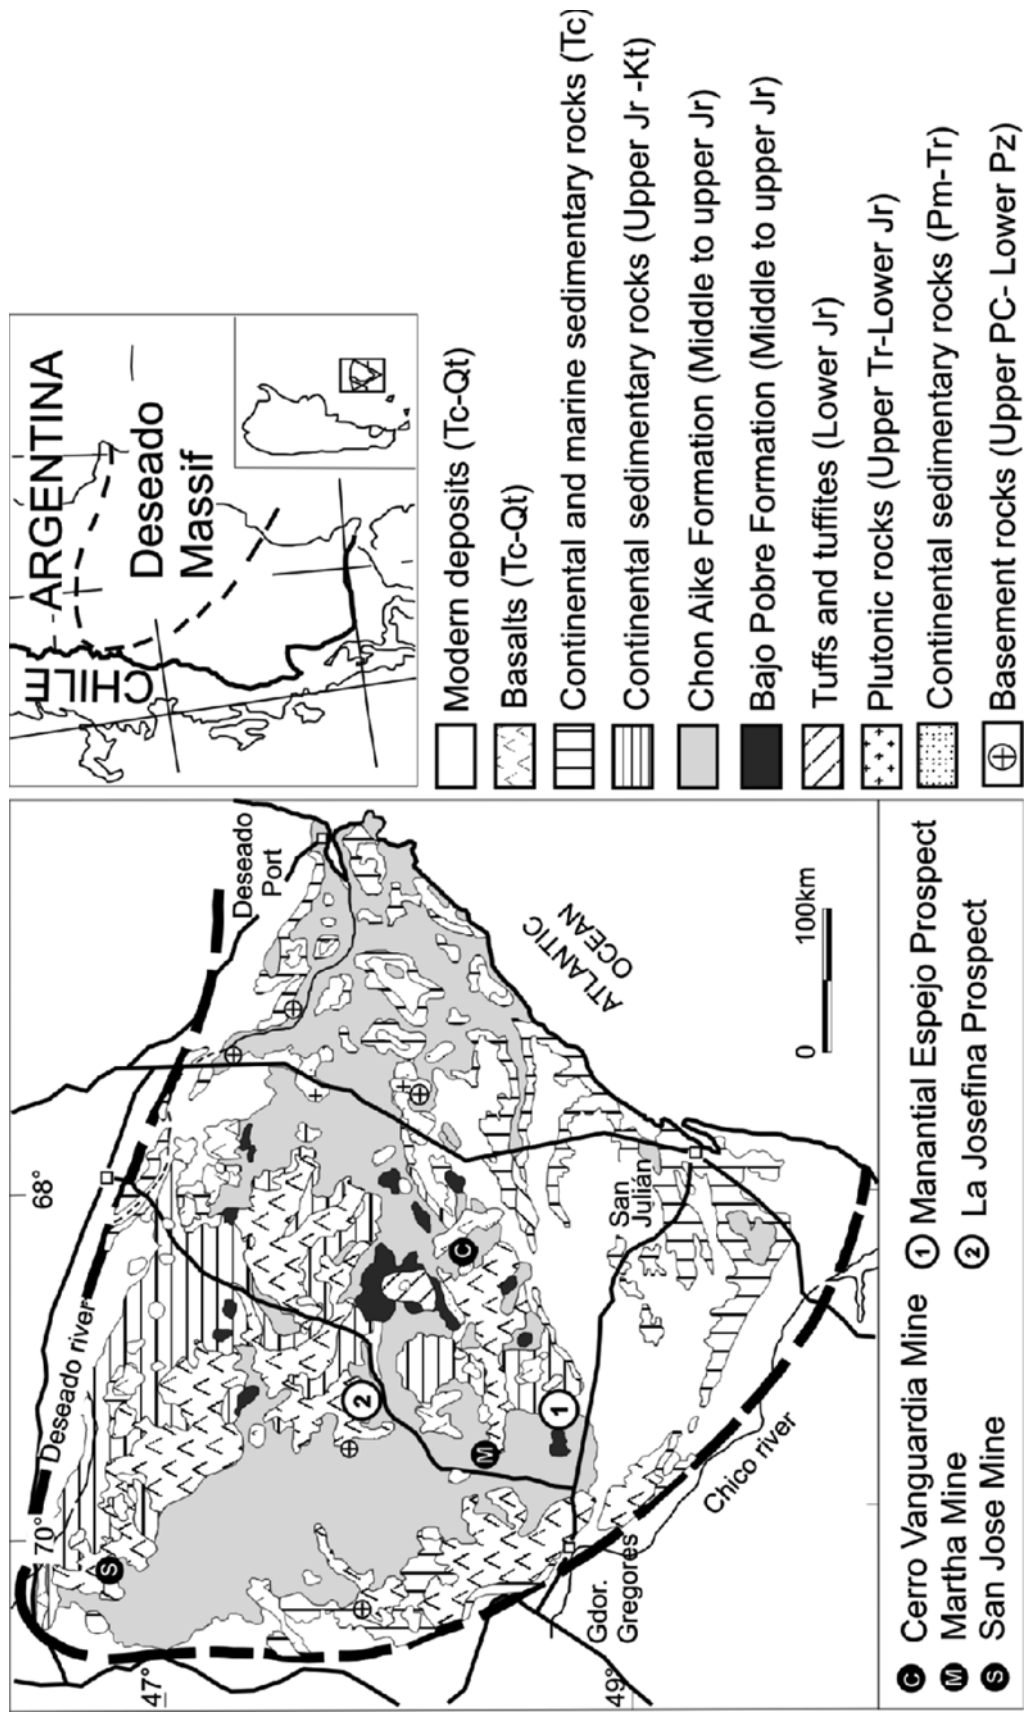 ARGENTINA
CHILE
Deseado
Massif
70°
68°
47°
49°
Deseado river
Deseado
Port
ATLANTIC
OCEAN
San
Julián
Gdor.
Gregores
Chico river
0
100km
C
S
M
1
2
C Cerro Vanguardia Mine
M Martha Mine
S San Jose Mine
1 Manantial Espejo Prospect
2 La Josefina Prospect
Modern deposits (Tc-Qt)
Basalts (Tc-Qt)
Continental and marine sedimentary rocks (Tc)
Continental sedimentary rocks (Upper Jr -Kt)
Chon Aike Formation (Middle to upper Jr)
Bajo Pobre Formation (Middle to upper Jr)
Tuffs and tuffites (Lower Jr)
Plutonic rocks (Upper Tr-Lower Jr)
Continental sedimentary rocks (Pm-Tr)
Basement rocks (Upper PC- Lower Pz)